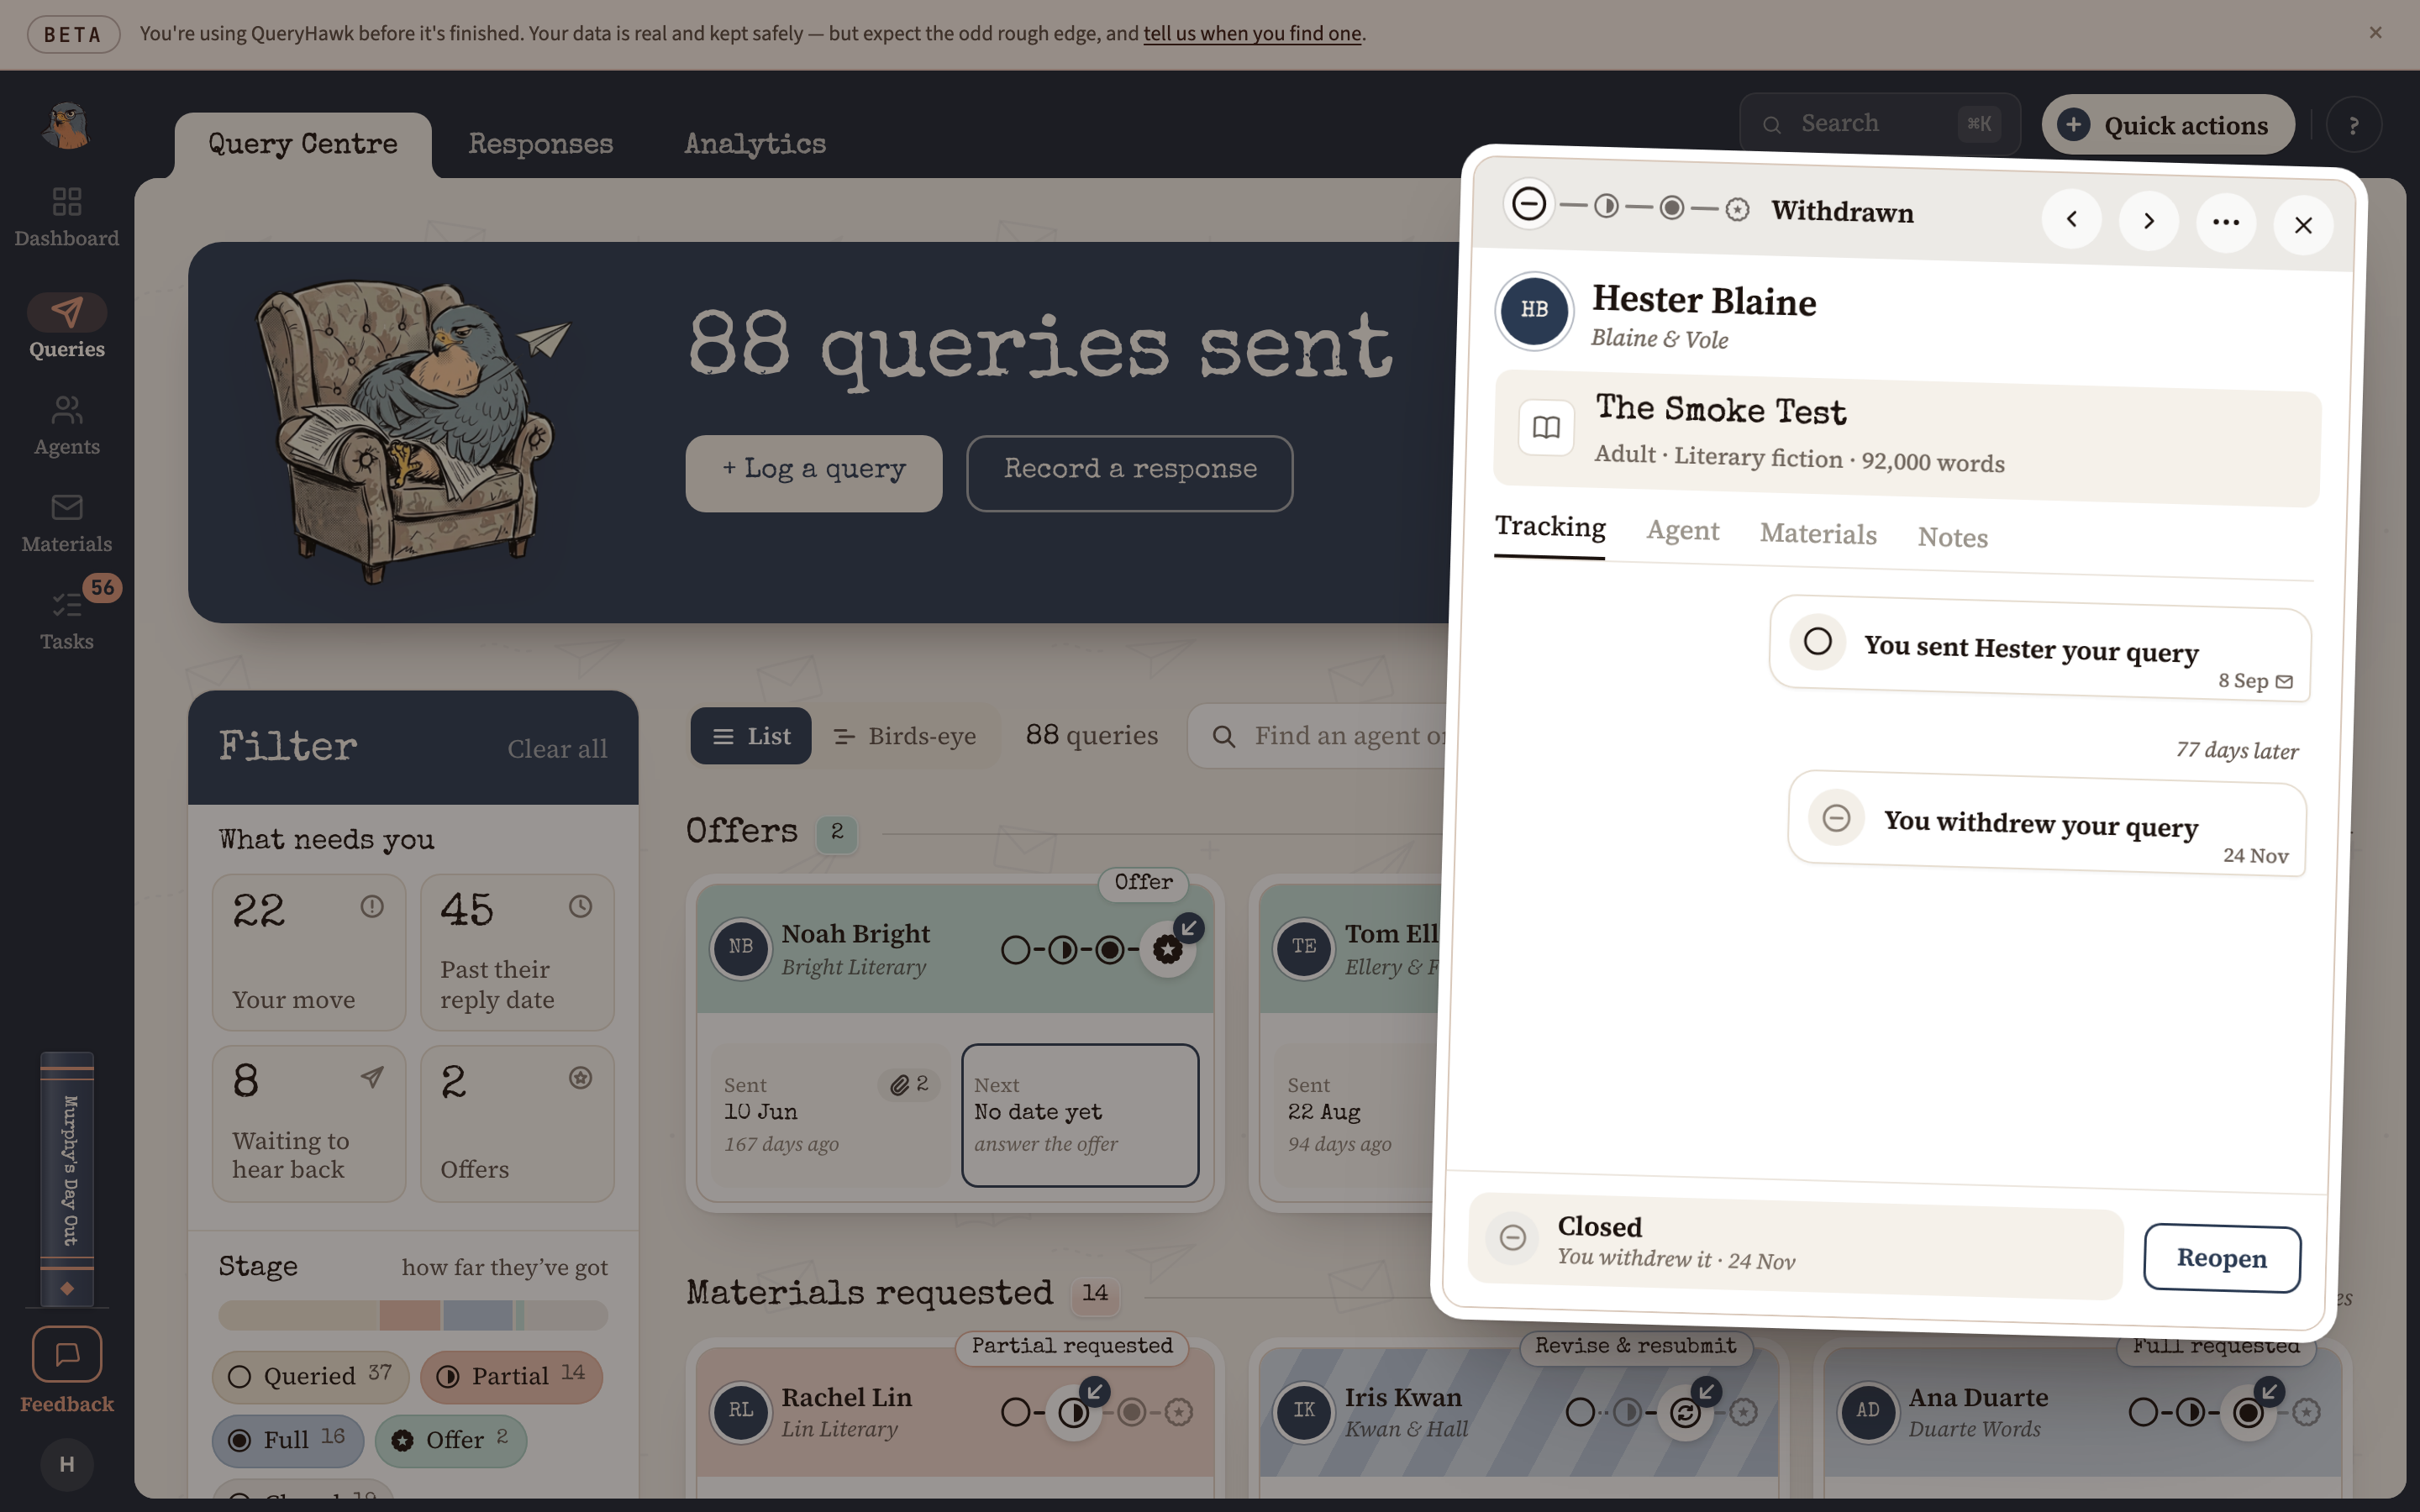 BETA
You're using QueryHawk before it's finished. Your data is real and kept safely — but expect the odd rough edge, and tell us when you find one.
Query Centre
Responses
Analytics
Search
⌘K
Quick actions
?
Dashboard
Queries
Agents
Materials
56
Tasks
Murphy's Day Out
Feedback
H
88 queries sent
+ Log a query
Record a response
Filter
Clear all
What needs you
22
Your move
45
Past their
reply date
8
Waiting to
hear back
2
Offers
Stage
how far they've got
Queried 37
Partial 14
Full 16
Offer 2
List
Birds-eye
88 queries
Find an agent
Offers 2
Offer
NB
Noah Bright
Bright Literary
Sent
10 Jun
167 days ago
2
Next
No date yet
answer the offer
TE
Tom
Ellery &
Sent
22 Aug
94 days ago
Materials requested 14
Partial requested
RL
Rachel Lin
Lin Literary
Revise & resubmit
IK
Iris Kwan
Kwan & Hall
Full requested
AD
Ana Duarte
Duarte Words
Withdrawn
HB
Hester Blaine
Blaine & Vole
The Smoke Test
Adult · Literary fiction · 92,000 words
Tracking
Agent
Materials
Notes
You sent Hester your query
8 Sep
77 days later
You withdrew your query
24 Nov
Closed
You withdrew it · 24 Nov
Reopen